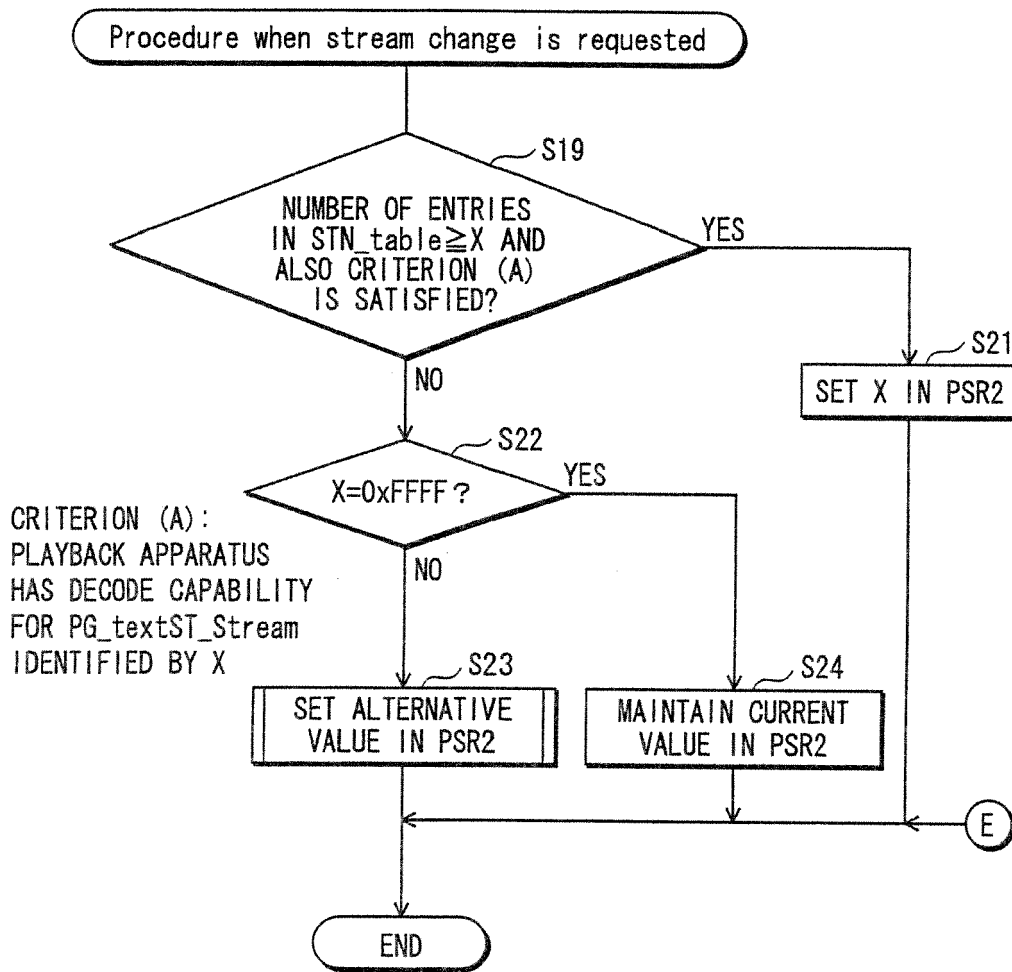 Procedure when stream change is requested
S19
NUMBER OF ENTRIES
IN STN_table≧X AND
ALSO CRITERION (A)
IS SATISFIED?
YES
NO
S21
SET X IN PSR2
S22
X=0xFFFF?
YES
NO
CRITERION (A):
PLAYBACK APPARATUS
HAS DECODE CAPABILITY
FOR PG_textST_Stream
IDENTIFIED BY X
S23
SET ALTERNATIVE
VALUE IN PSR2
S24
MAINTAIN CURRENT
VALUE IN PSR2
E
END